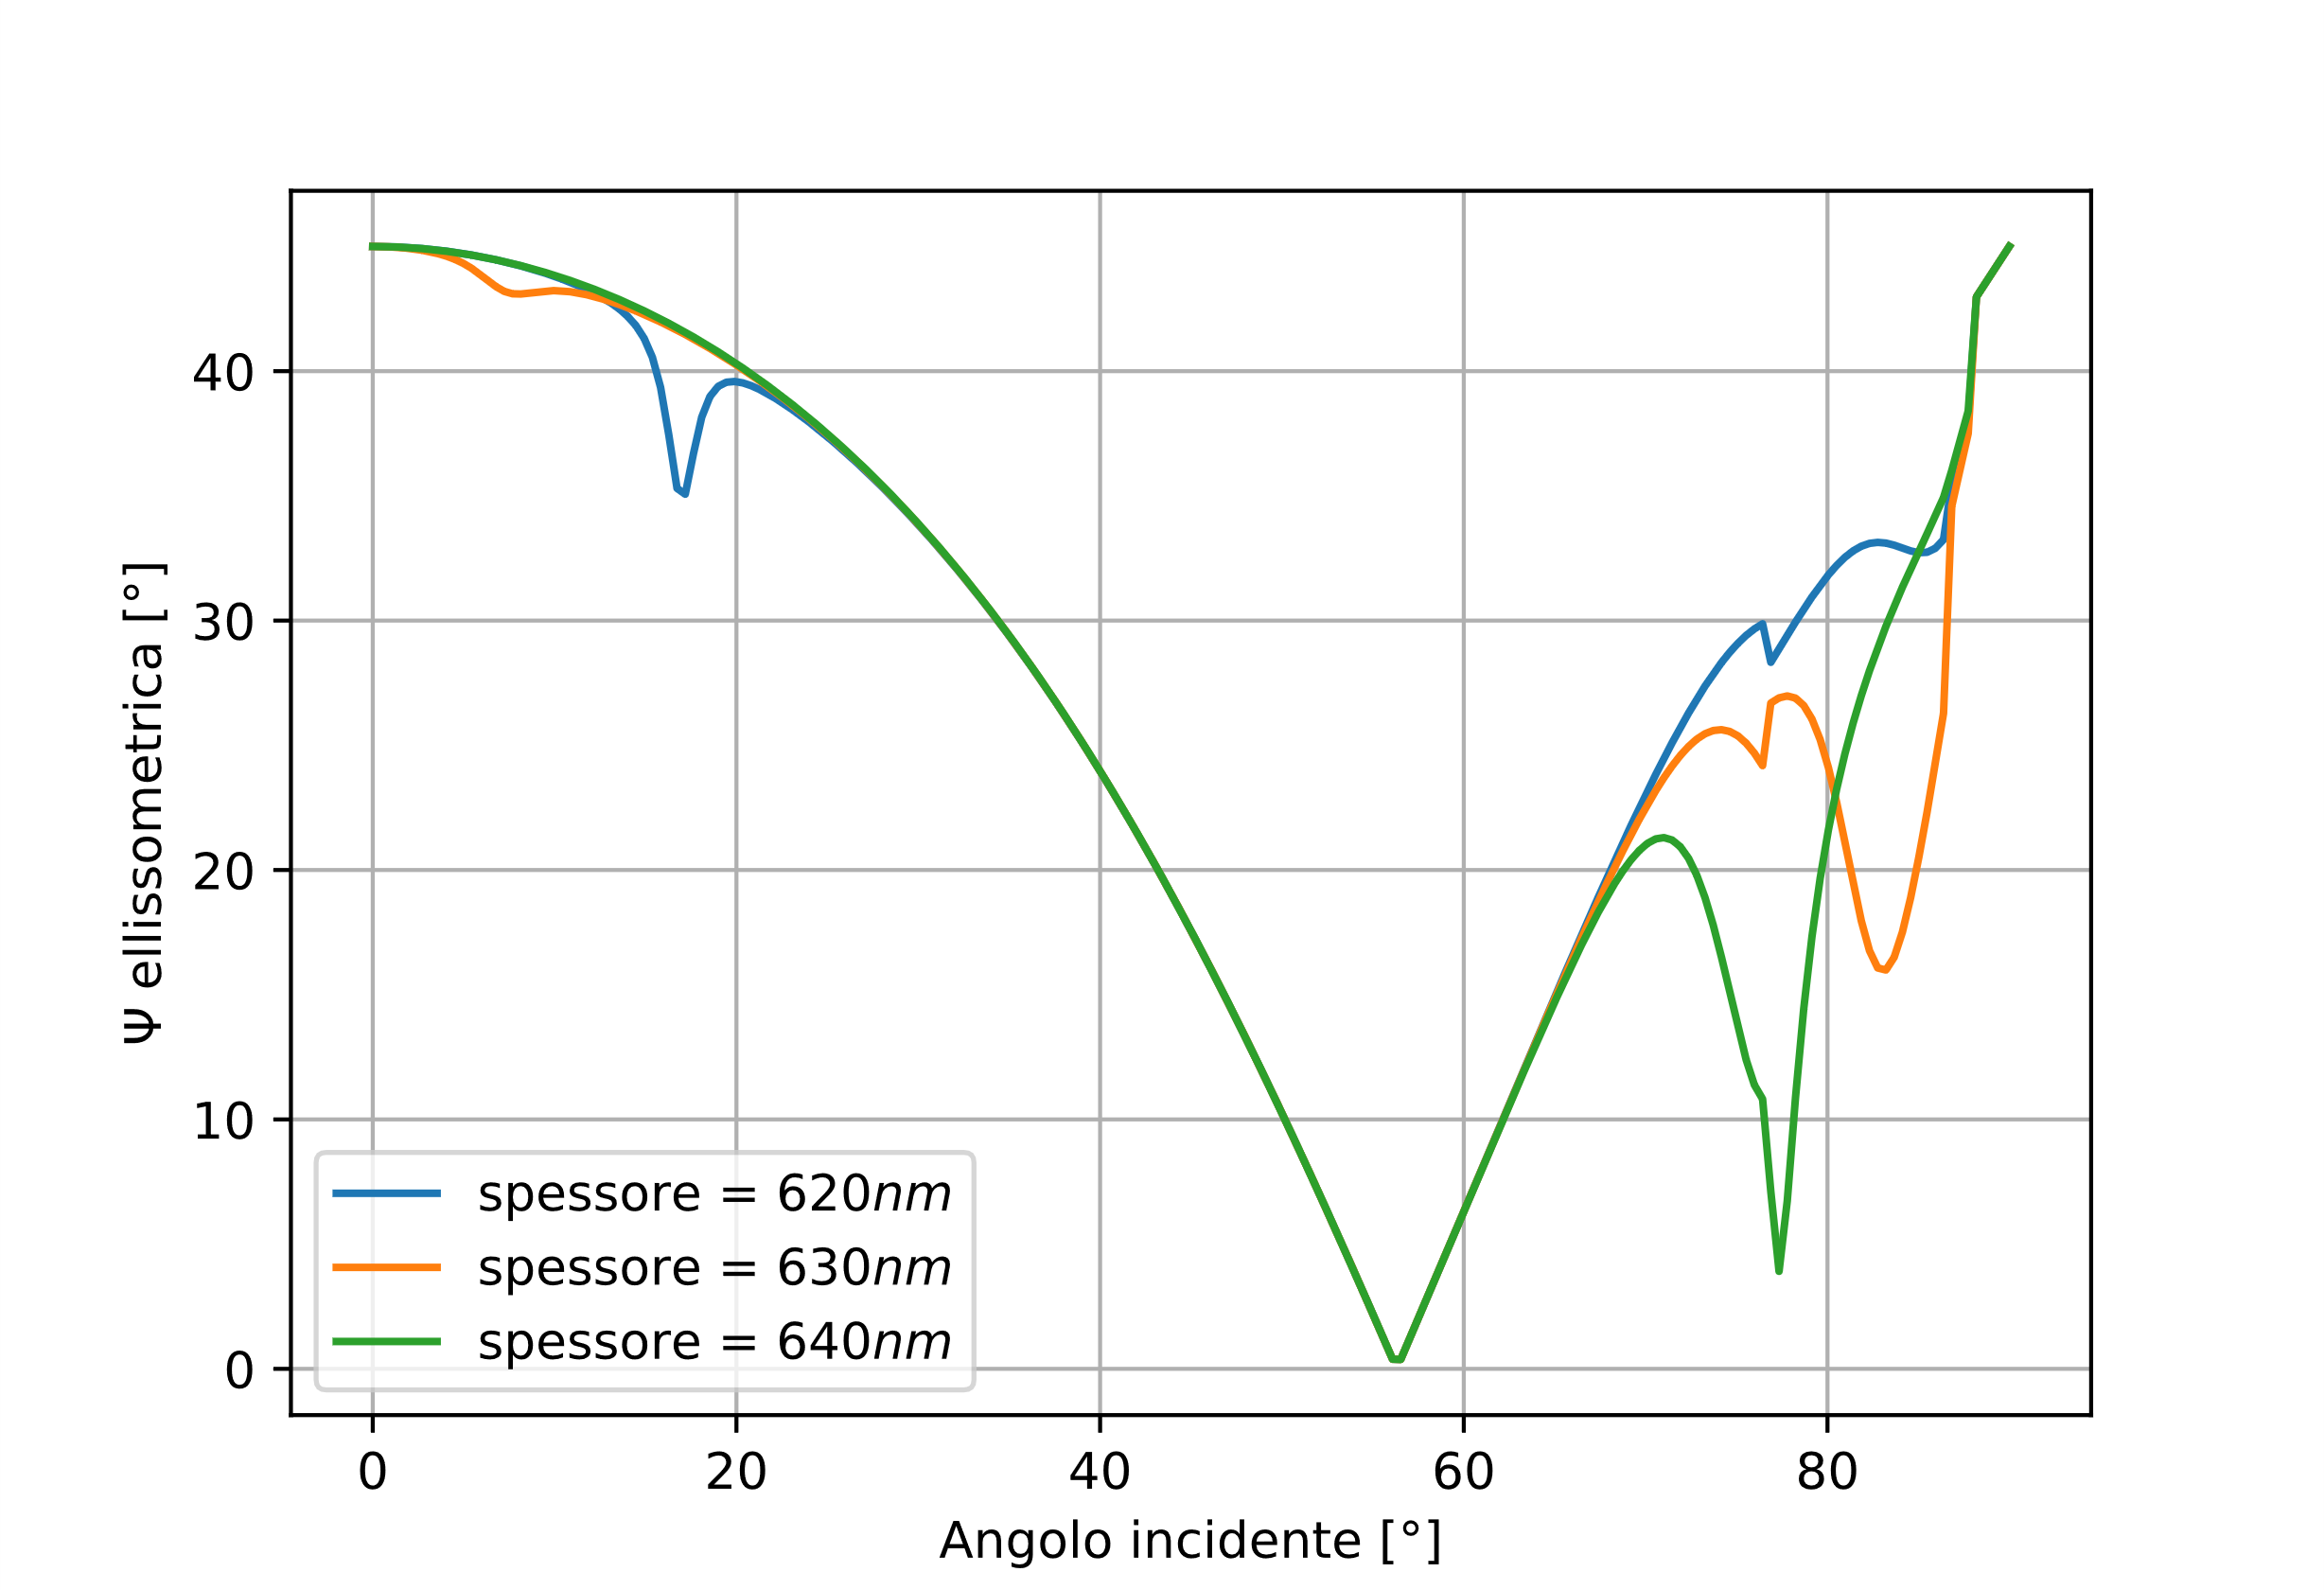 Ψ ellissometrica [°]
40
30
20
10
0
spessore = 620nm
spessore = 630nm
spessore = 640nm
0 20 40 60 80
Angolo incidente [°]